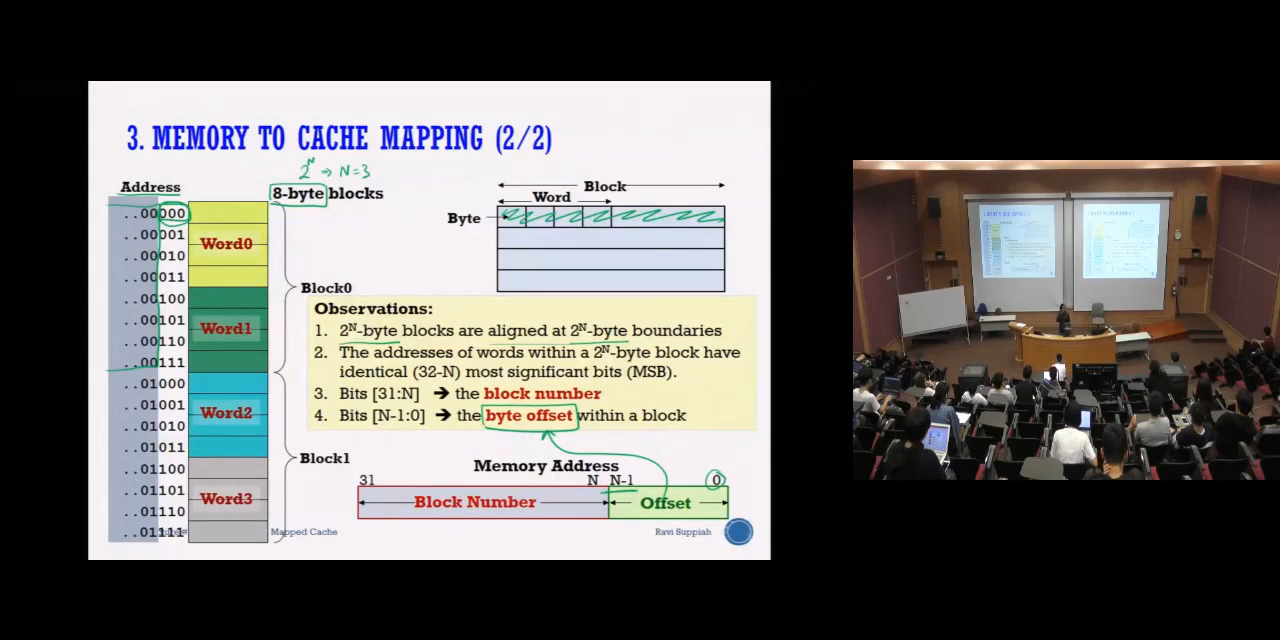 3. MEMORY TO CACHE MAPPING (2/2)
2^N → N=3
Address
8-byte blocks
..00000
..00001
..00010
..00011
..00100
..00101
..00110
..00111
..01000
..01001
..01010
..01011
..01100
..01101
..01110
..01111
Word0
Word1
Word2
Word3
Block0
Block1
Block
Word
Byte
Observations:
1. 2^N-byte blocks are aligned at 2^N-byte boundaries
2. The addresses of words within a 2^N-byte block have
identical (32-N) most significant bits (MSB).
3. Bits [31:N] → the block number
4. Bits [N-1:0] → the byte offset within a block
Memory Address
31 N N-1 0
Block Number Offset
Mapped Cache
Ravi Suppiah